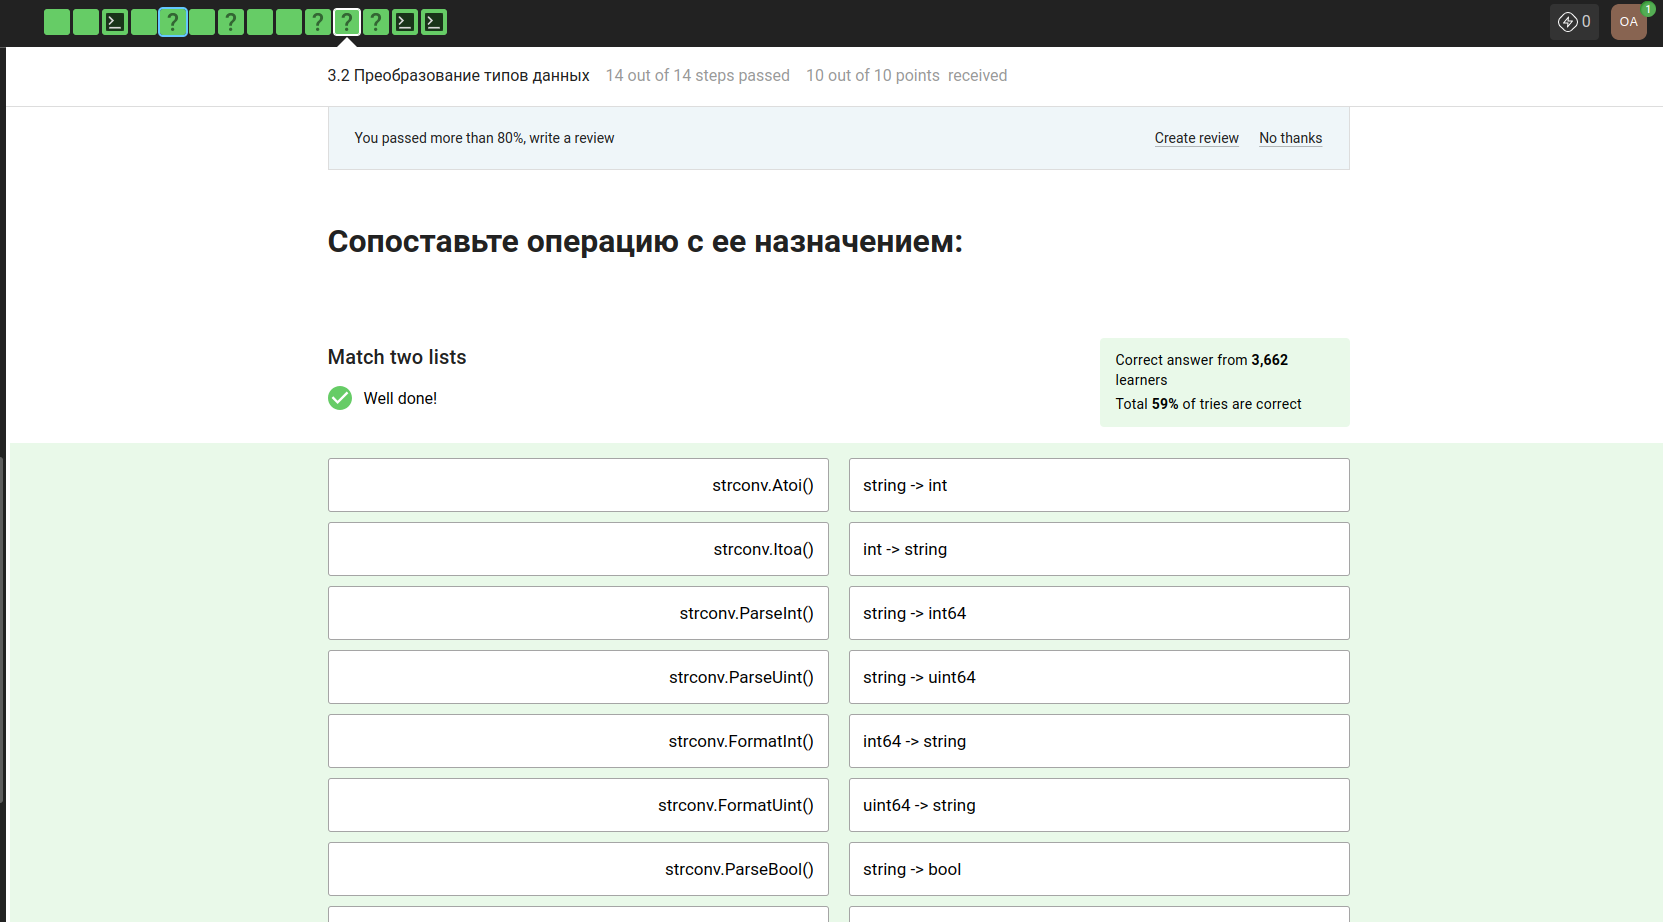 ? ? ? ? ?
0
OA
1
3.2 Преобразование типов данных 14 out of 14 steps passed 10 out of 10 points received
You passed more than 80%, write a review
Create review No thanks
Сопоставьте операцию с ее назначением:
Match two lists
Well done!
Correct answer from 3,662
learners
Total 59% of tries are correct
strconv.Atoi() string -> int
strconv.Itoa() int -> string
strconv.ParseInt() string -> int64
strconv.ParseUint() string -> uint64
strconv.FormatInt() int64 -> string
strconv.FormatUint() uint64 -> string
strconv.ParseBool() string -> bool